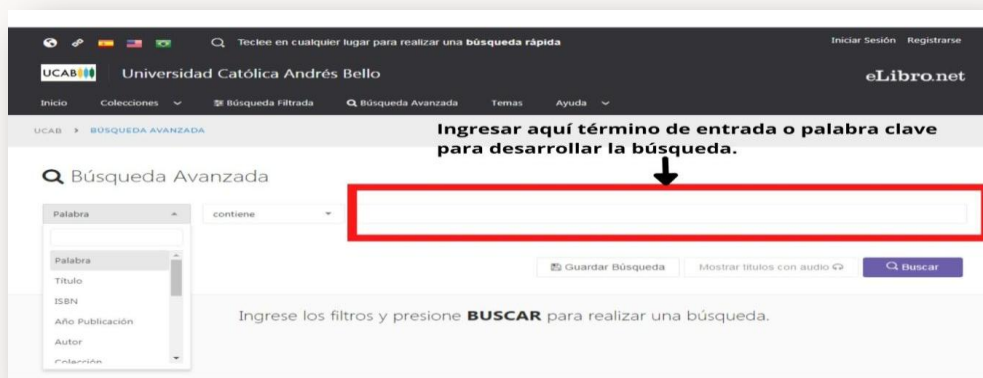 Teclee en cualquier lugar para realizar una búsqueda rápida
Iniciar Sesión Registrarse
UCAB Universidad Católica Andrés Bello
eLibro.net
Inicio Colecciones Búsqueda Filtrada Búsqueda Avanzada Temas Ayuda
UCAB > BÚSQUEDA AVANZADA
Ingresar aquí término de entrada o palabra clave
para desarrollar la búsqueda.
Búsqueda Avanzada
Palabra contiene
Palabra
Título
ISBN
Año Publicación
Autor
Colección
Guardar Búsqueda Mostrar títulos con audio Buscar
Ingrese los filtros y presione BUSCAR para realizar una búsqueda.